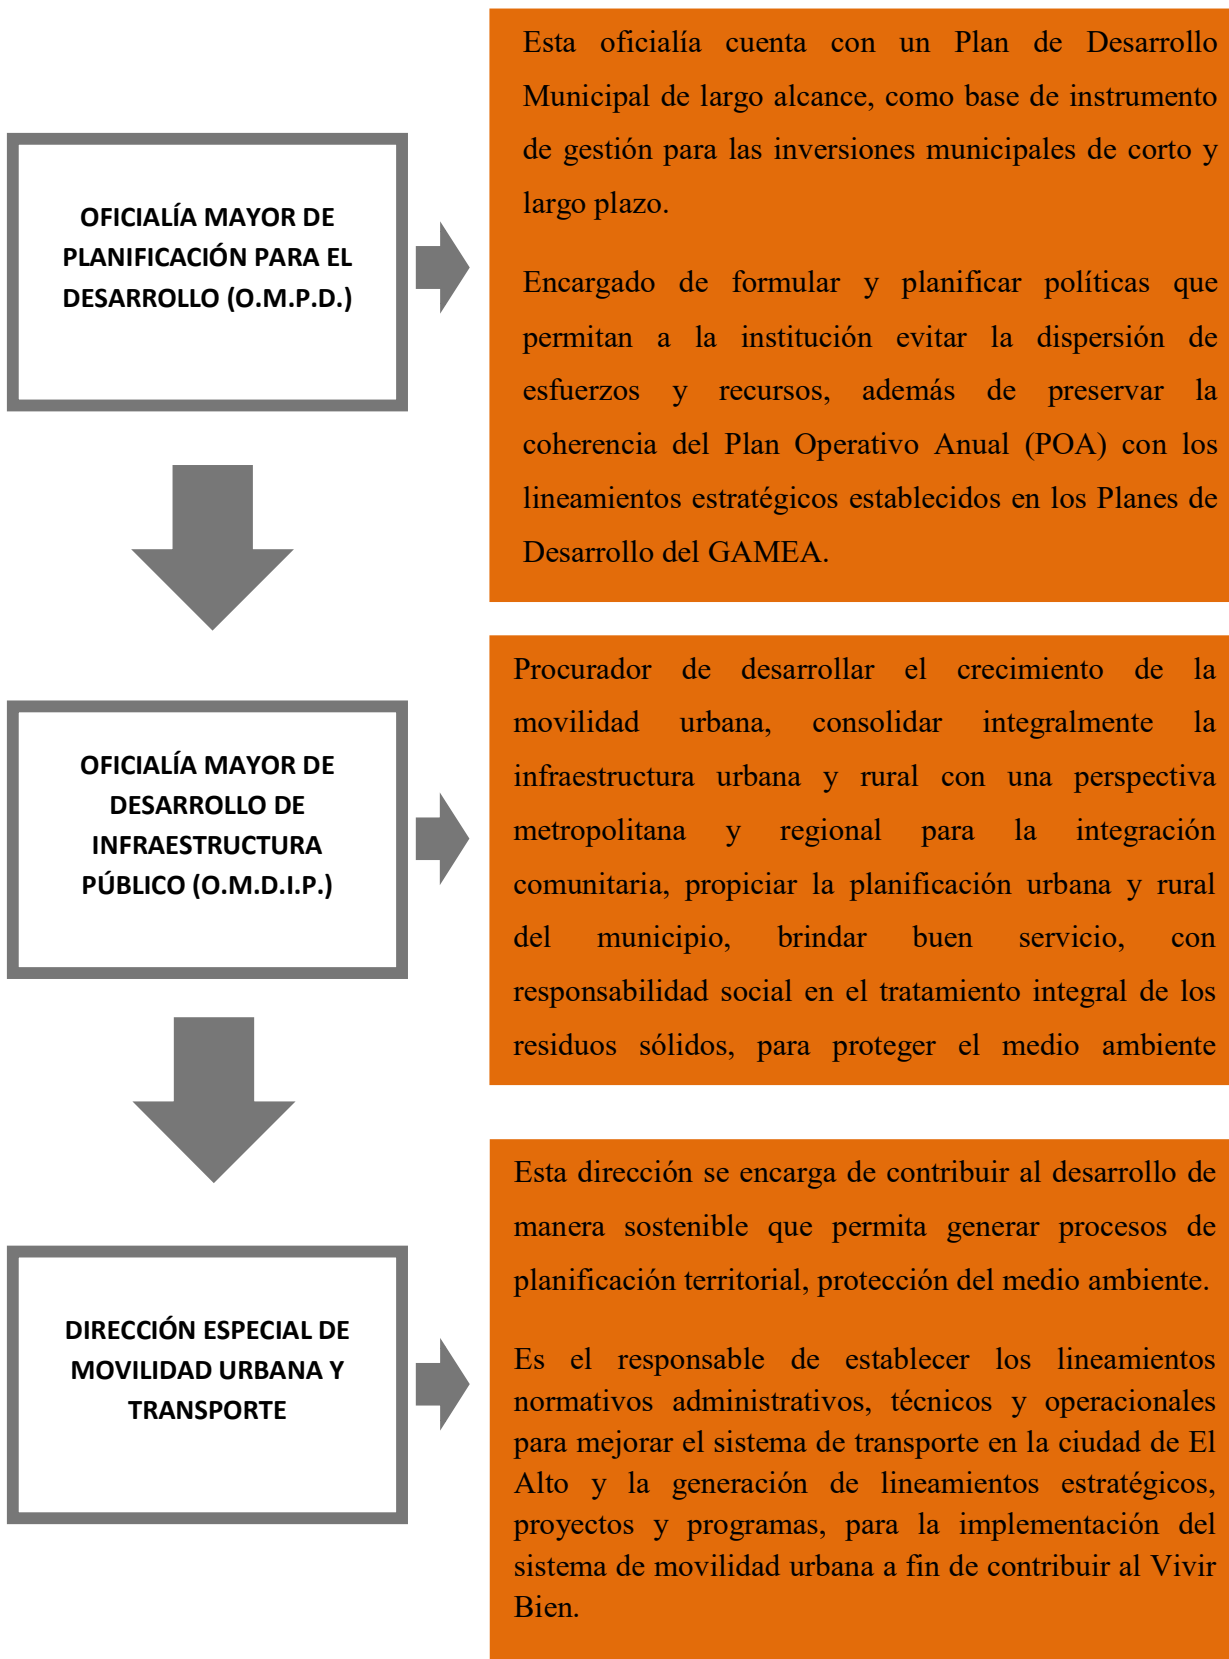 OFICIALÍA MAYOR DE
PLANIFICACIÓN PARA EL
DESARROLLO (O.M.P.D.)
Esta oficialía cuenta con un Plan de Desarrollo
Municipal de largo alcance, como base de instrumento
de gestión para las inversiones municipales de corto y
largo plazo.
Encargado de formular y planificar políticas que
permitan a la institución evitar la dispersión de
esfuerzos y recursos, además de preservar la
coherencia del Plan Operativo Anual (POA) con los
lineamientos estratégicos establecidos en los Planes de
Desarrollo del GAMEA.
OFICIALÍA MAYOR DE
DESARROLLO DE
INFRAESTRUCTURA
PÚBLICO (O.M.D.I.P.)
Procurador de desarrollar el crecimiento de la
movilidad urbana, consolidar integralmente la
infraestructura urbana y rural con una perspectiva
metropolitana y regional para la integración
comunitaria, propiciar la planificación urbana y rural
del municipio, brindar buen servicio, con
responsabilidad social en el tratamiento integral de los
residuos sólidos, para proteger el medio ambiente
DIRECCIÓN ESPECIAL DE
MOVILIDAD URBANA Y
TRANSPORTE
Esta dirección se encarga de contribuir al desarrollo de
manera sostenible que permita generar procesos de
planificación territorial, protección del medio ambiente.
Es el responsable de establecer los lineamientos
normativos administrativos, técnicos y operacionales
para mejorar el sistema de transporte en la ciudad de El
Alto y la generación de lineamientos estratégicos,
proyectos y programas, para la implementación del
sistema de movilidad urbana a fin de contribuir al Vivir
Bien.